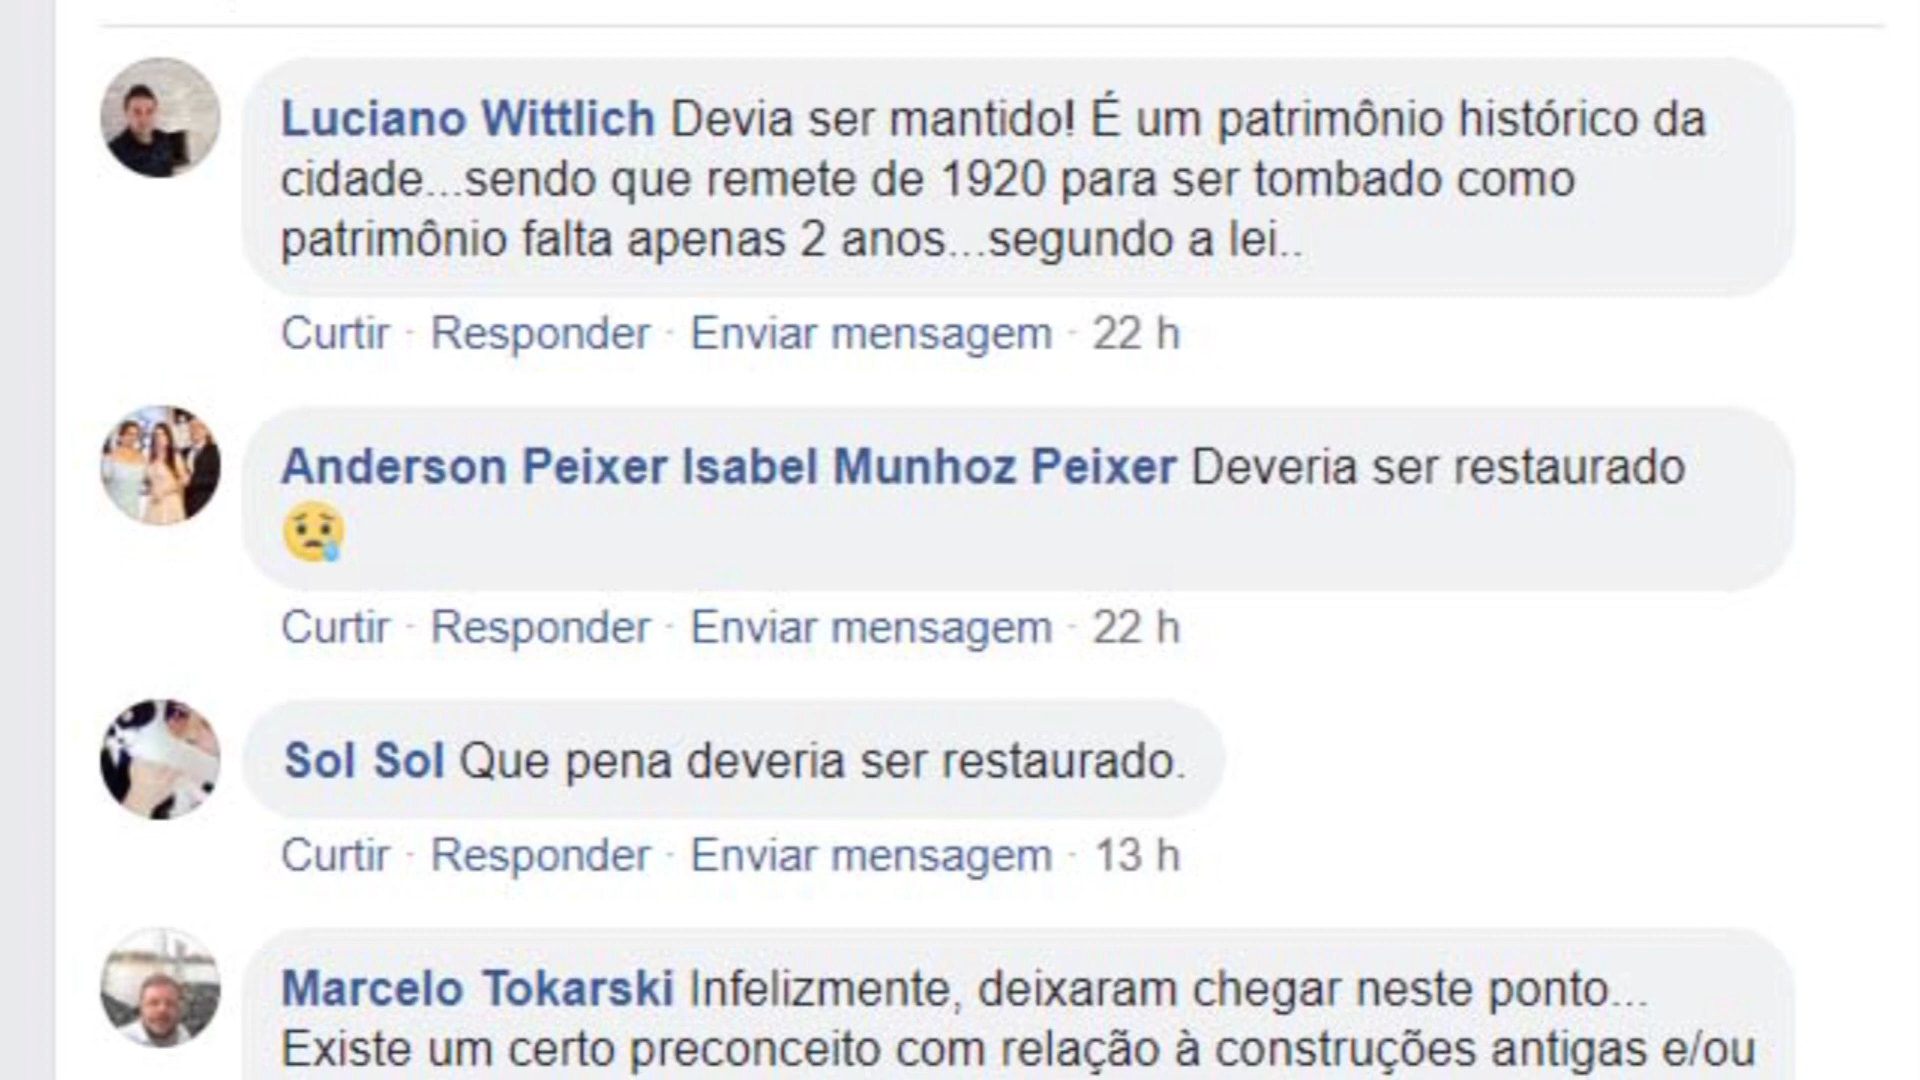 Luciano Wittlich Devia ser mantido! É um patrimônio histórico da
cidade...sendo que remete de 1920 para ser tombado como
patrimônio falta apenas 2 anos...segundo a lei..
Curtir · Responder · Enviar mensagem · 22 h
Anderson Peixer Isabel Munhoz Peixer Deveria ser restaurado
😢
Curtir · Responder · Enviar mensagem · 22 h
Sol Sol Que pena deveria ser restaurado.
Curtir · Responder · Enviar mensagem · 13 h
Marcelo Tokarski Infelizmente, deixaram chegar neste ponto...
Existe um certo preconceito com relação à construções antigas e/ou